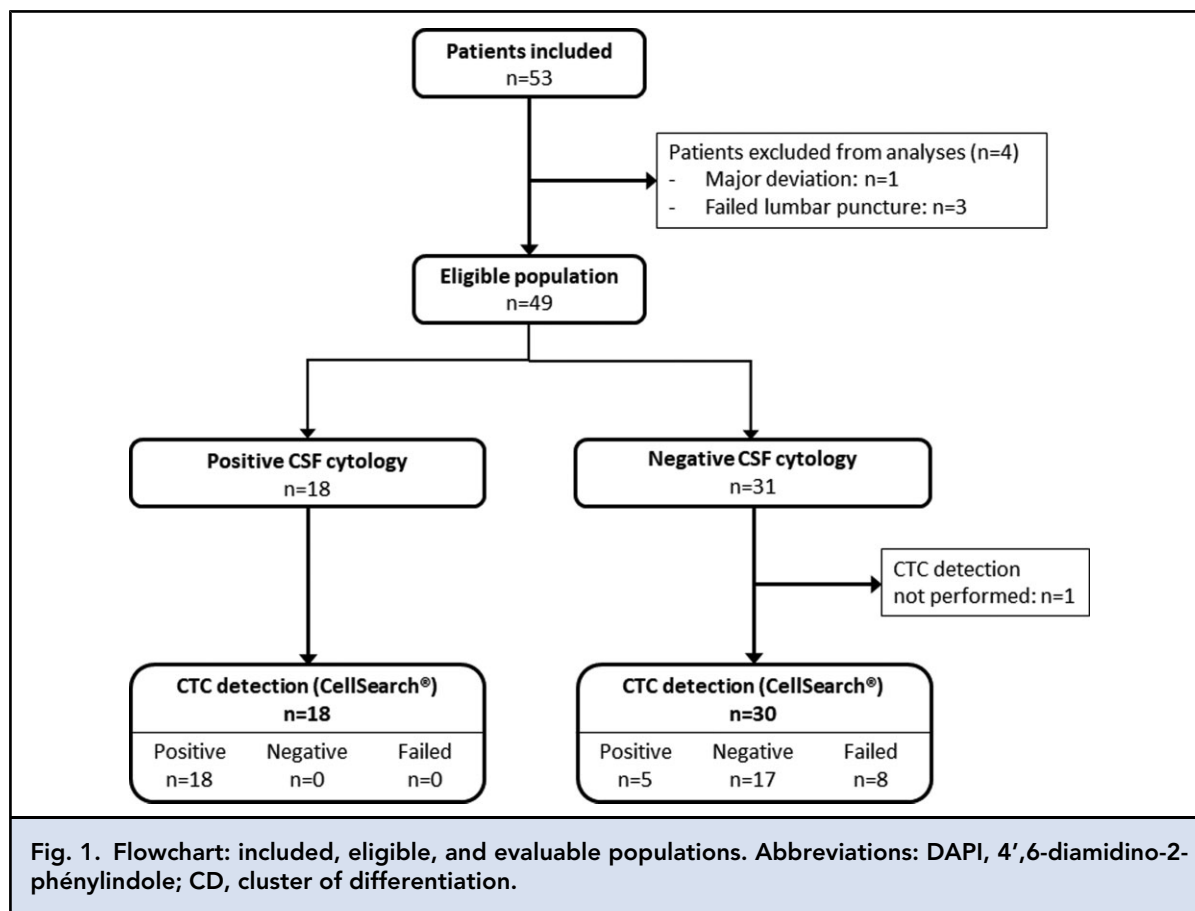 Patients included
n=53
Patients excluded from analyses (n=4)
- Major deviation: n=1
- Failed lumbar puncture: n=3
Eligible population
n=49
Positive CSF cytology
n=18
Negative CSF cytology
n=31
CTC detection
not performed: n=1
CTC detection (CellSearch®)
n=18
Positive Negative Failed
n=18 n=0 n=0
CTC detection (CellSearch®)
n=30
Positive Negative Failed
n=5 n=17 n=8
Fig. 1. Flowchart: included, eligible, and evaluable populations. Abbreviations: DAPI, 4′,6-diamidino-2-
phénylindole; CD, cluster of differentiation.